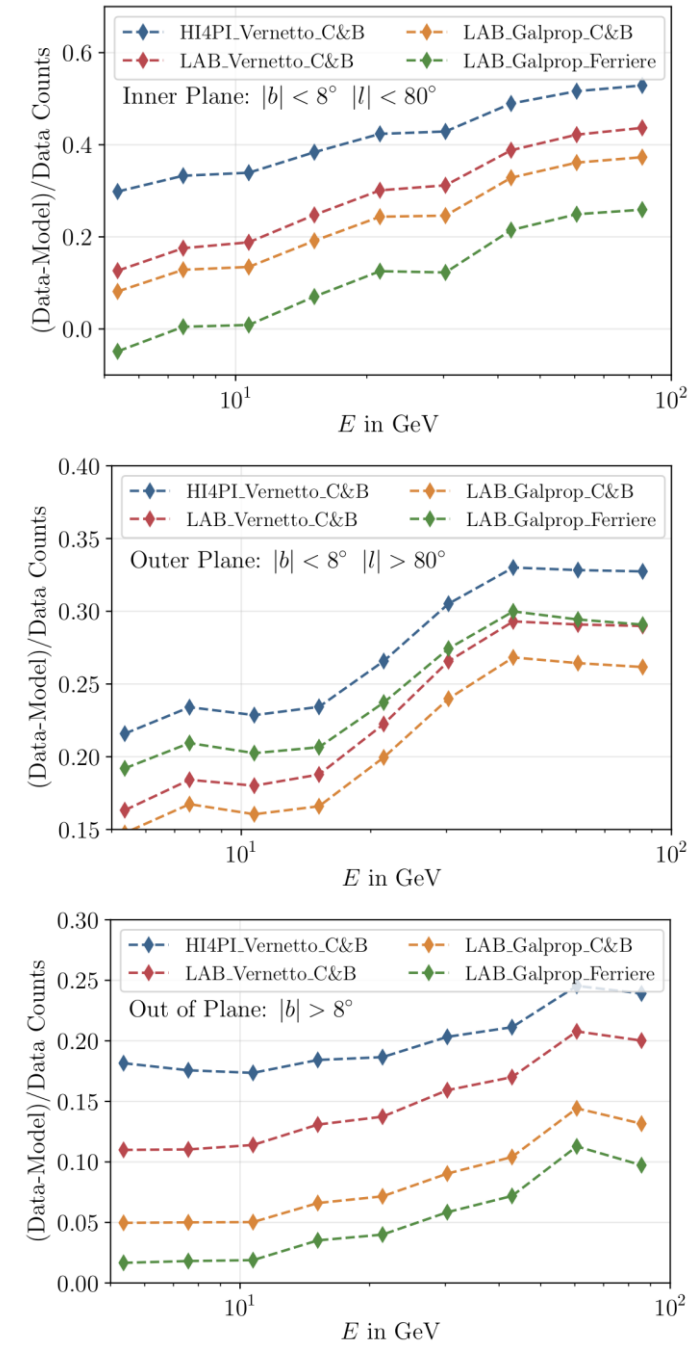 HI4PI_Vernetto_C&B LAB_Galprop_C&B
LAB_Vernetto_C&B LAB_Galprop_Ferriere
Inner Plane: |b| < 8° |l| < 80°
(Data-Model)/Data Counts
0.6
0.4
0.2
0.0
10¹ 10²
E in GeV
HI4PI_Vernetto_C&B LAB_Galprop_C&B
LAB_Vernetto_C&B LAB_Galprop_Ferriere
Outer Plane: |b| < 8° |l| > 80°
(Data-Model)/Data Counts
0.40
0.35
0.30
0.25
0.20
0.15
10¹ 10²
E in GeV
HI4PI_Vernetto_C&B LAB_Galprop_C&B
LAB_Vernetto_C&B LAB_Galprop_Ferriere
Out of Plane: |b| > 8°
(Data-Model)/Data Counts
0.30
0.25
0.20
0.15
0.10
0.05
0.00
10¹ 10²
E in GeV